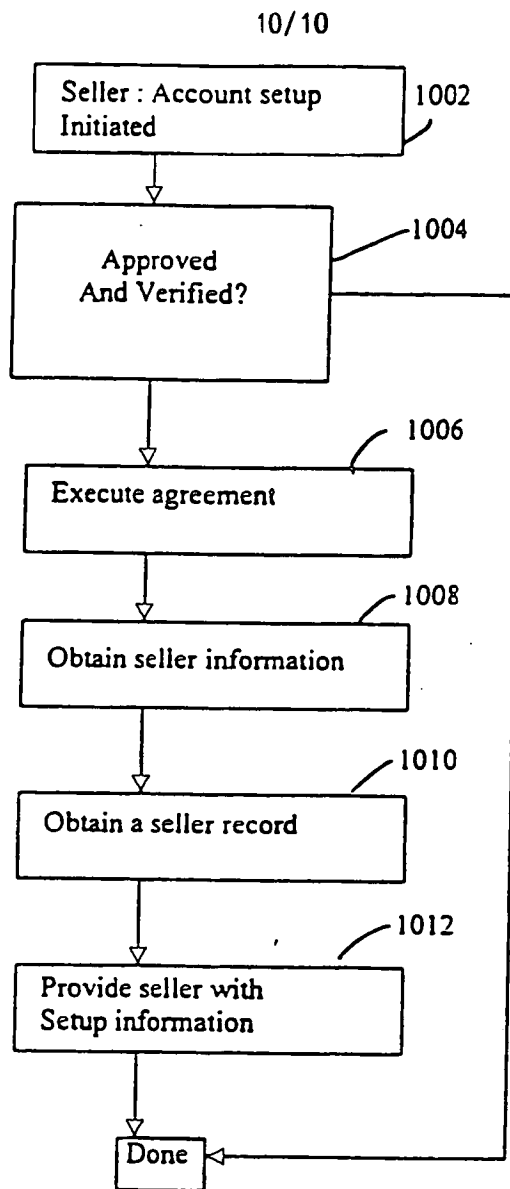 10/10
Seller : Account setup
Initiated
1002
Approved
And Verified?
1004
1006
Execute agreement
1008
Obtain seller information
1010
Obtain a seller record
1012
Provide seller with
Setup information
Done